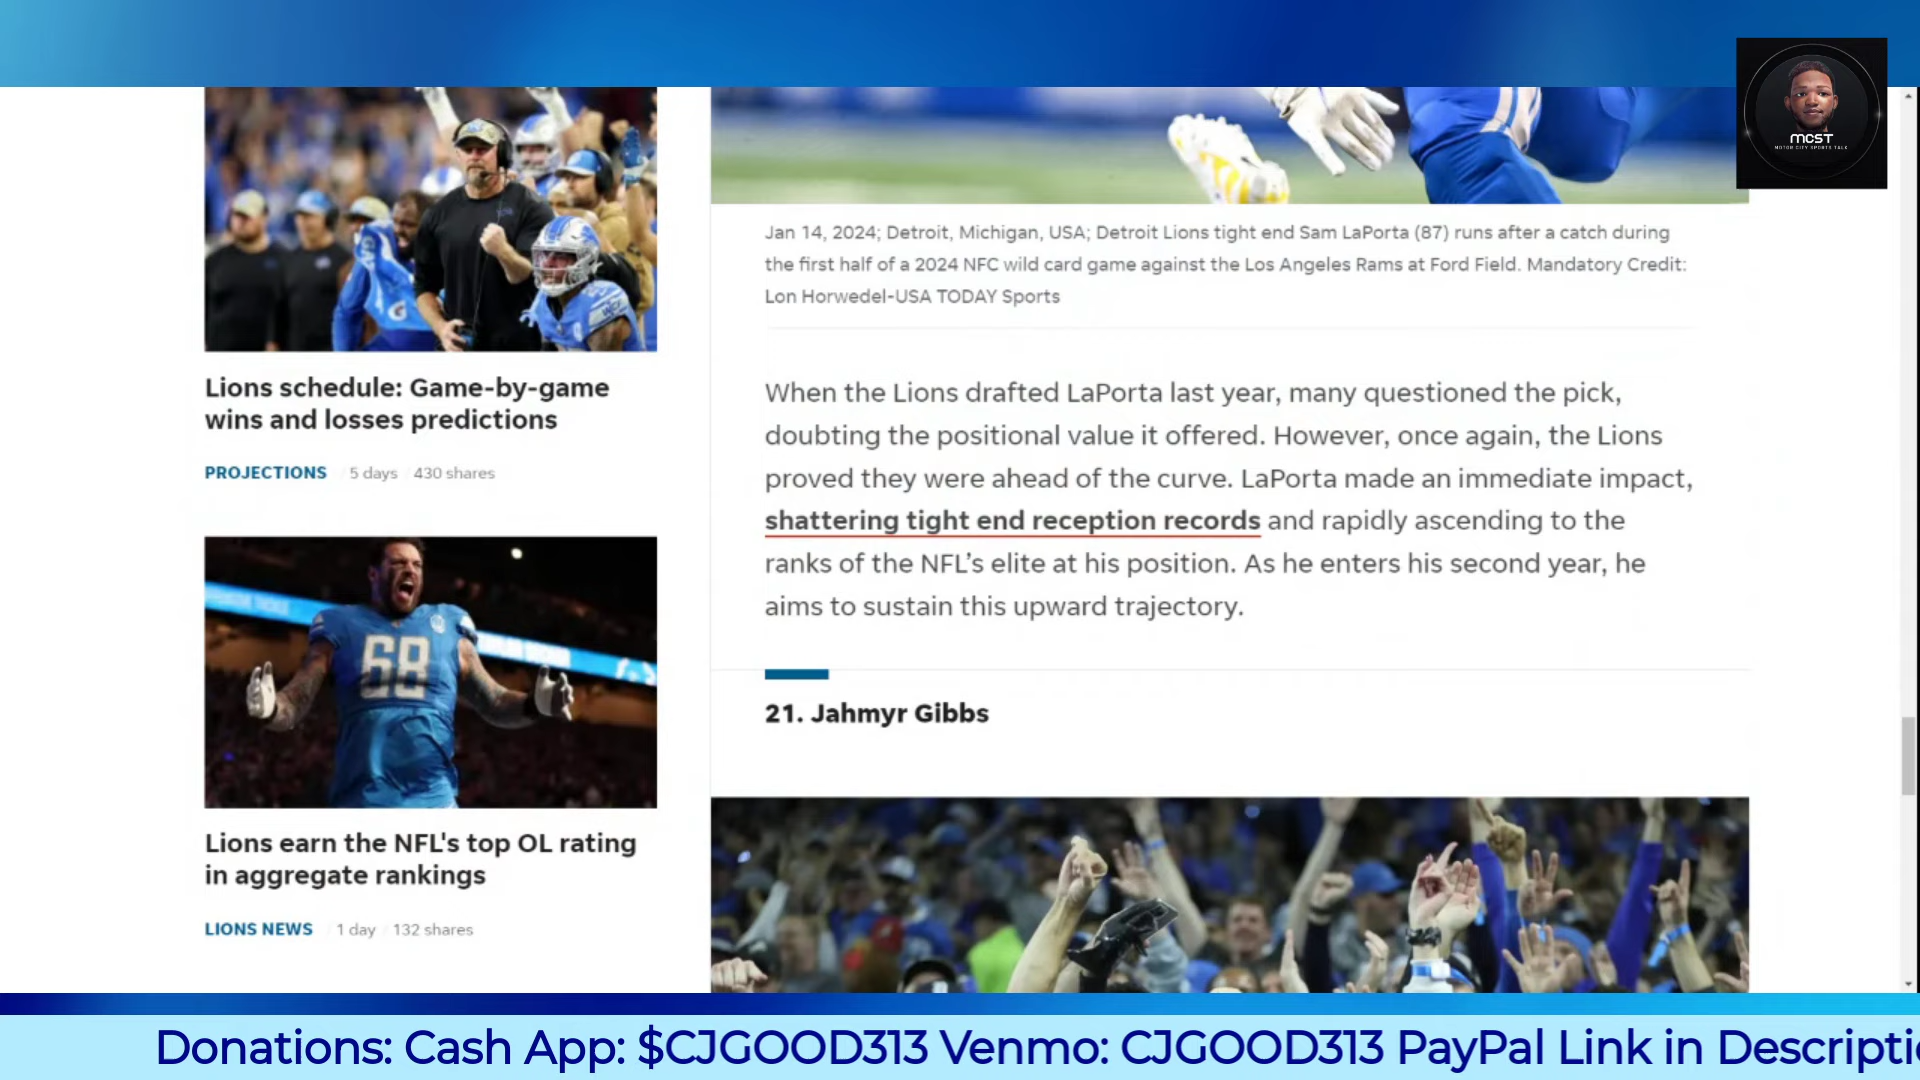 MCST
MOTOR CITY SPORTS TALK
Jan 14, 2024; Detroit, Michigan, USA; Detroit Lions tight end Sam LaPorta (87) runs after a catch during
the first half of a 2024 NFC wild card game against the Los Angeles Rams at Ford Field. Mandatory Credit:
Lon Horwedel-USA TODAY Sports
Lions schedule: Game-by-game
wins and losses predictions
PROJECTIONS / 5 days / 430 shares
When the Lions drafted LaPorta last year, many questioned the pick,
doubting the positional value it offered. However, once again, the Lions
proved they were ahead of the curve. LaPorta made an immediate impact,
shattering tight end reception records and rapidly ascending to the
ranks of the NFL’s elite at his position. As he enters his second year, he
aims to sustain this upward trajectory.
68
21. Jahmyr Gibbs
Lions earn the NFL's top OL rating
in aggregate rankings
LIONS NEWS / 1 day / 132 shares
Donations: Cash App: $CJGOOD313 Venmo: CJGOOD313 PayPal Link in Descripti